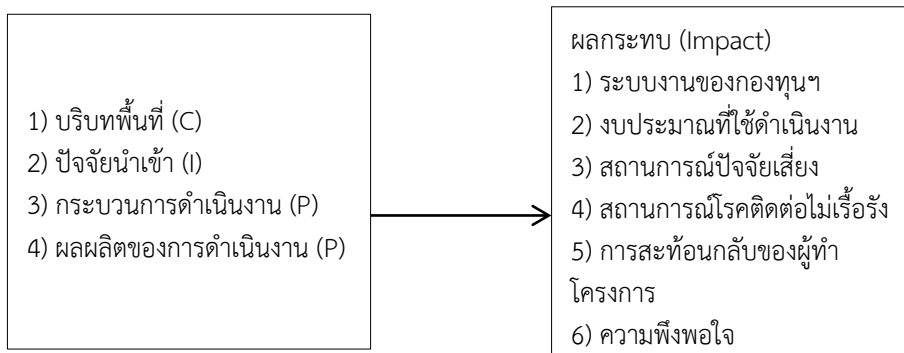 1) บริบทพื้นที่ (C)
2) ปัจจัยนำเข้า (I)
3) กระบวนการดำเนินงาน (P)
4) ผลผลิตของการดำเนินงาน (P)
ผลกระทบ (Impact)
1) ระบบงานของกองทุนฯ
2) งบประมาณที่ใช้ดำเนินงาน
3) สถานการณ์ปัจจัยเสี่ยง
4) สถานการณ์โรคติดต่อไม่เรื้อรัง
5) การสะท้อนกลับของผู้ทำ
โครงการ
6) ความพึงพอใจ